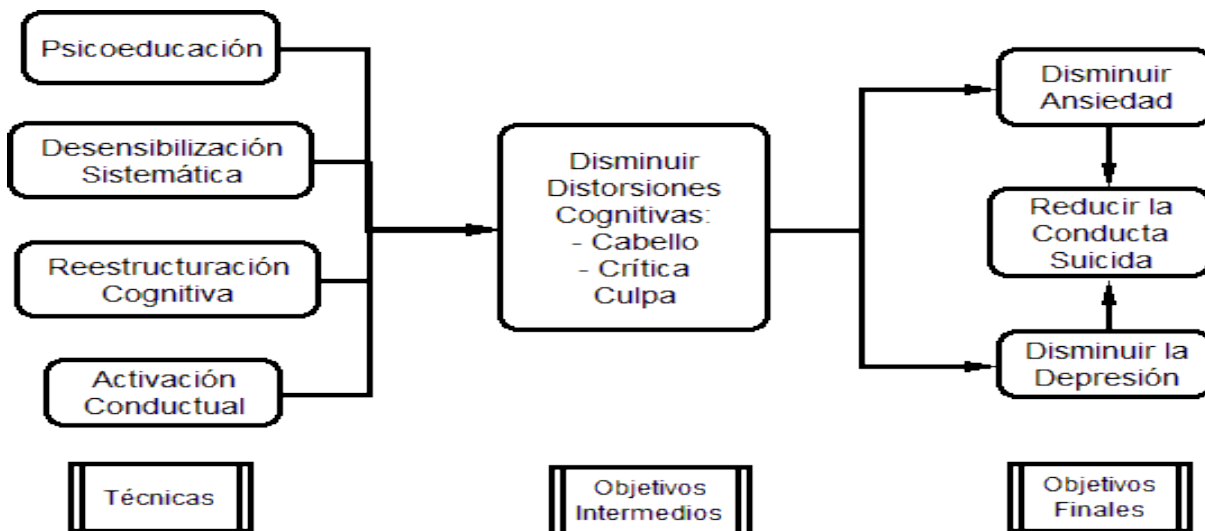 Psicoeducación
Desensibilización
Sistemática
Reestructuración
Cognitiva
Activación
Conductual
Técnicas
Disminuir
Distorsiones
Cognitivas:
- Cabello
- Crítica
Culpa
Objetivos
Intermedios
Disminuir
Ansiedad
Reducir la
Conducta
Suicida
Disminuir la
Depresión
Objetivos
Finales